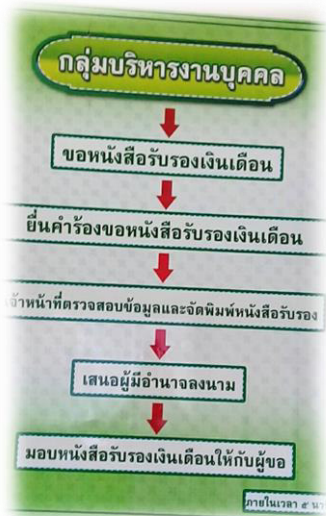 กลุ่มบริหารงานบุคคล
ขอหนังสือรับรองเงินเดือน
ยื่นคำร้องขอหนังสือรับรองเงินเดือน
เจ้าหน้าที่ตรวจสอบข้อมูลและจัดพิมพ์หนังสือรับรอง
เสนอผู้มีอำนาจลงนาม
มอบหนังสือรับรองเงินเดือนให้กับผู้ขอ
ภายในเวลา ๕